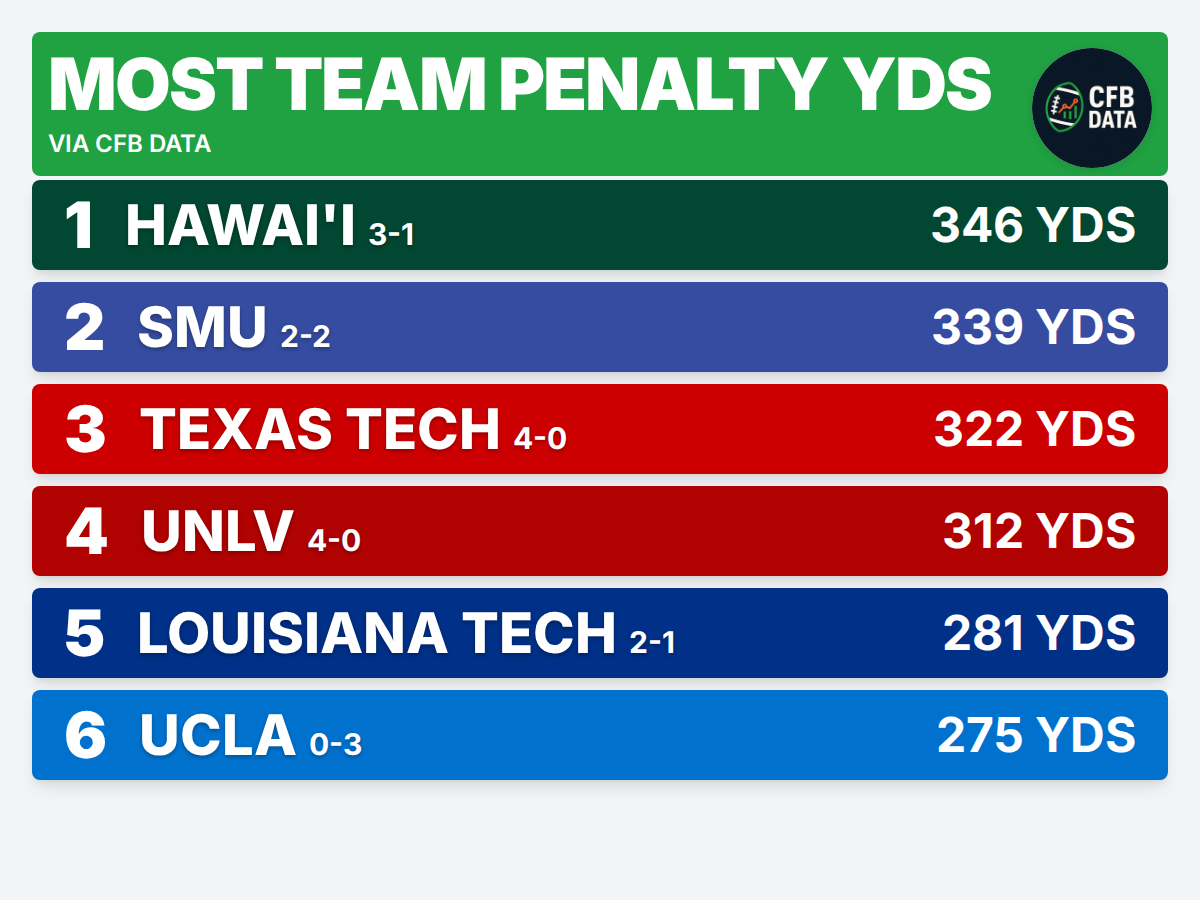 MOST TEAM PENALTY YDS
VIA CFB DATA
CFB
DATA
1 HAWAI'I 3-1 346 YDS
2 SMU 2-2 339 YDS
3 TEXAS TECH 4-0 322 YDS
4 UNLV 4-0 312 YDS
5 LOUISIANA TECH 2-1 281 YDS
6 UCLA 0-3 275 YDS